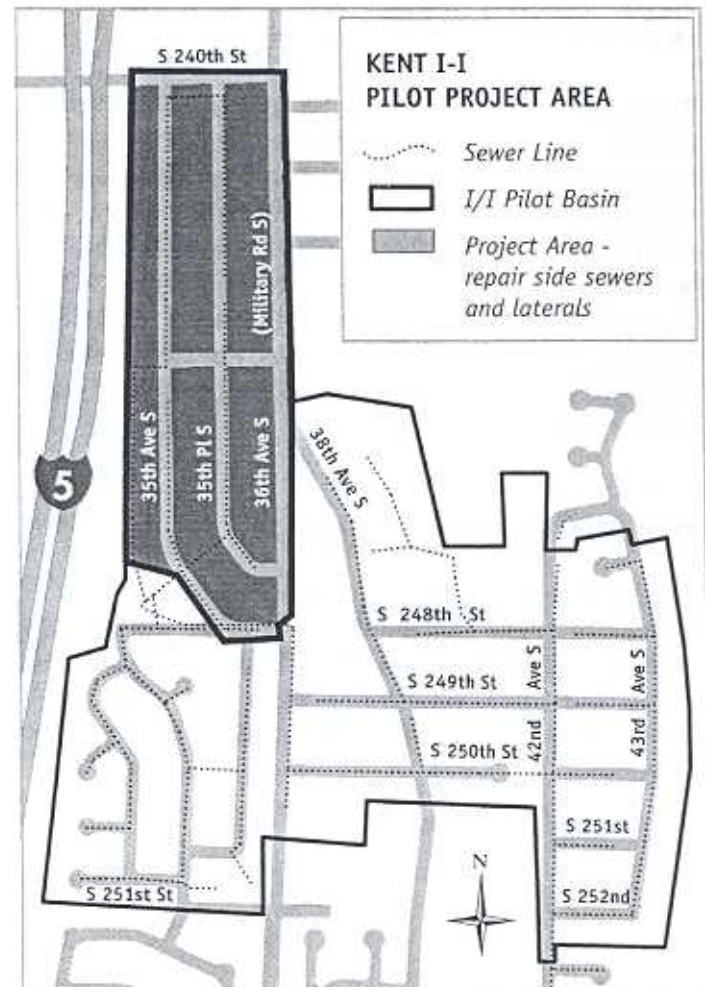 S 240th St
KENT I-I
PILOT PROJECT AREA
Sewer Line
I/I Pilot Basin
Project Area -
repair side sewers
and laterals
(Military Rd S)
35th Ave S
35th Pl S
36th Ave S
5
38th Ave S
S 248th St
S 249th St
42nd Ave S
43rd Ave S
S 250th St
S 251st
N
S 252nd
S 251st St